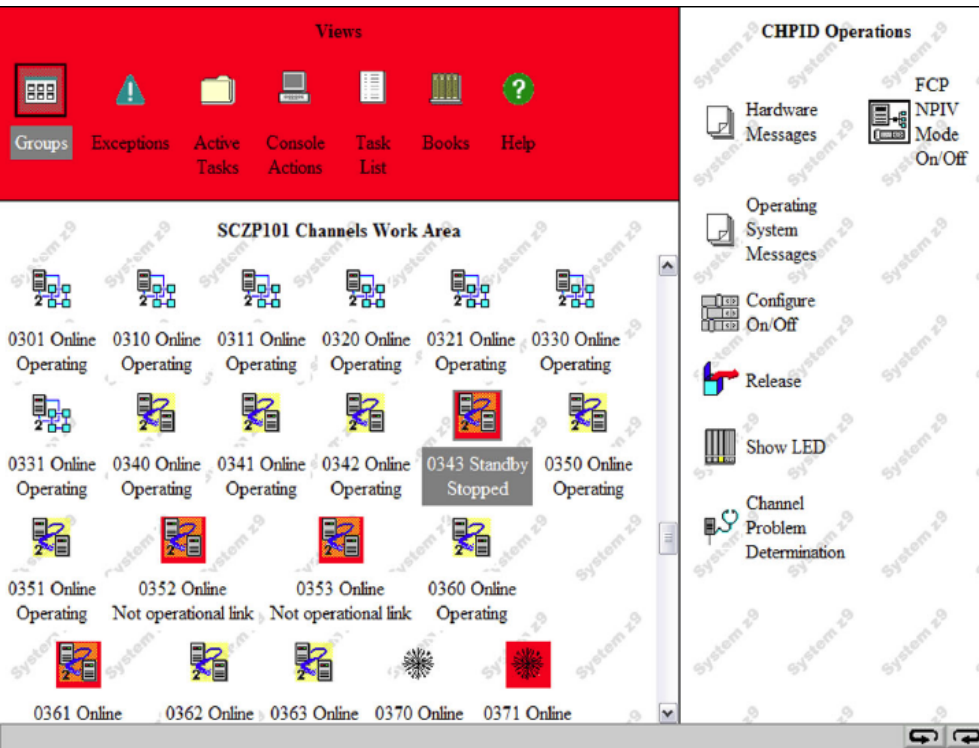 Views
Groups
Exceptions
Active
Tasks
Console
Actions
Task
List
Books
Help
SCZP101 Channels Work Area
0301 Online
Operating
0310 Online
Operating
0311 Online
Operating
0320 Online
Operating
0321 Online
Operating
0330 Online
Operating
0331 Online
Operating
0340 Online
Operating
0341 Online
Operating
0342 Online
Operating
0343 Standby
Stopped
0350 Online
Operating
0351 Online
Operating
0352 Online
Not operational link
0353 Online
Not operational link
0360 Online
Operating
0361 Online
0362 Online
0363 Online
0370 Online
0371 Online
CHPID Operations
Hardware
Messages
FCP
NPIV
Mode
On/Off
Operating
System
Messages
Configure
On/Off
Release
Show LED
Channel
Problem
Determination
System z9